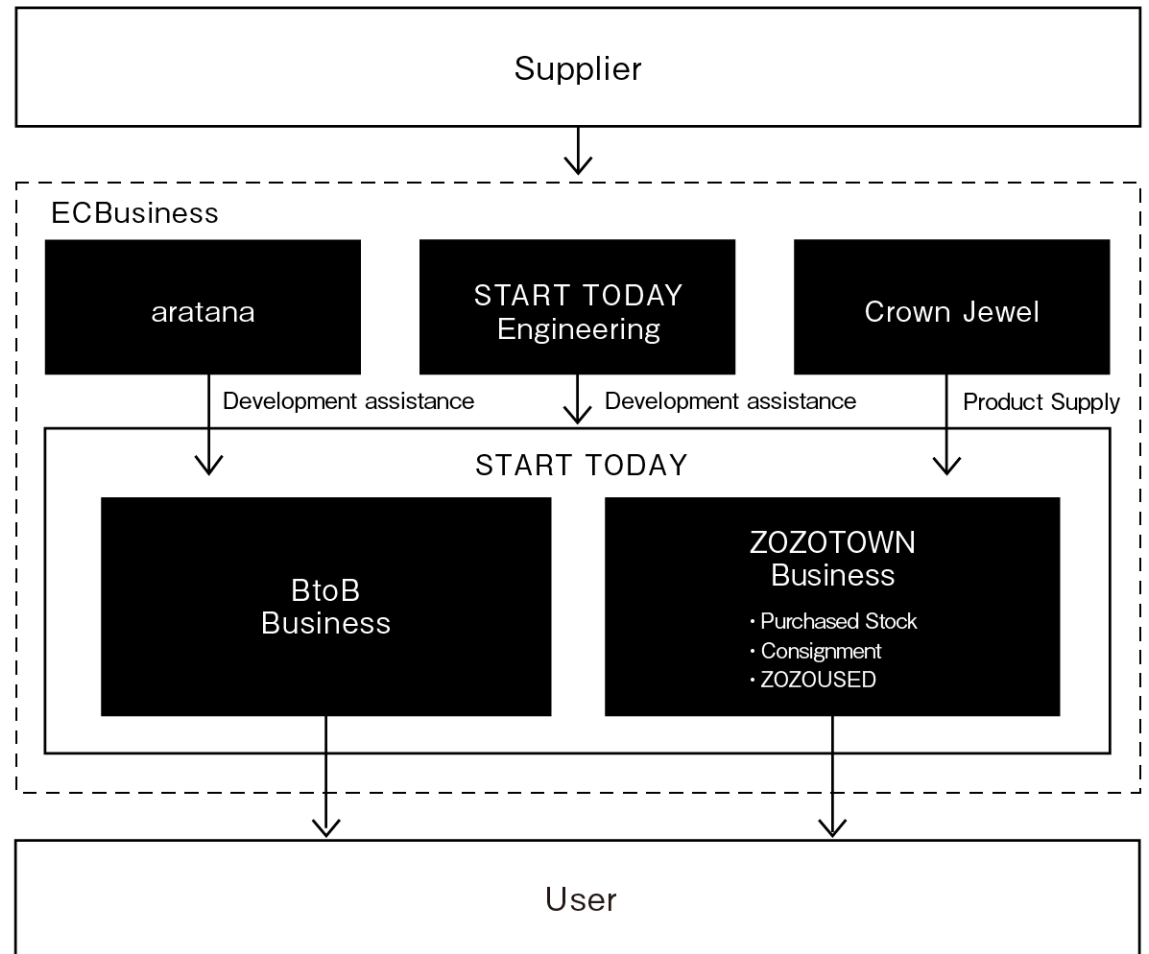 Supplier
ECBusiness
aratana
START TODAY
Engineering
Crown Jewel
Development assistance
Development assistance
Product Supply
START TODAY
BtoB
Business
ZOZOTOWN
Business
・Purchased Stock
・Consignment
・ZOZOUSED
User